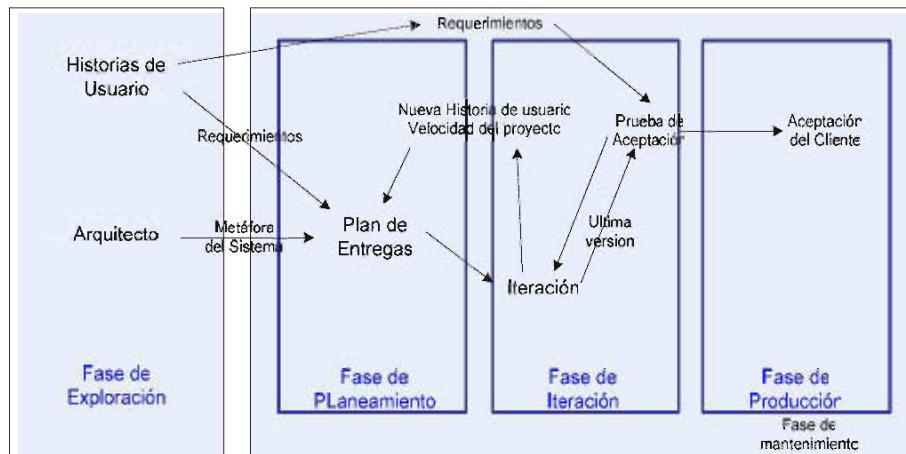 Requerimientos
Historias de
Usuario
Nueva Historia de usuario
Velocidad del proyecto
Prueba de
Aceptación
Aceptación
del Cliente
Requerimientos
Arquitecto
Metáfora
del Sistema
Plan de
Entregas
Ultima
version
Iteración
Fase de
Exploración
Fase de
PLaneamiento
Fase de
Iteración
Fase de
Producción
Fase de
mantenimiento